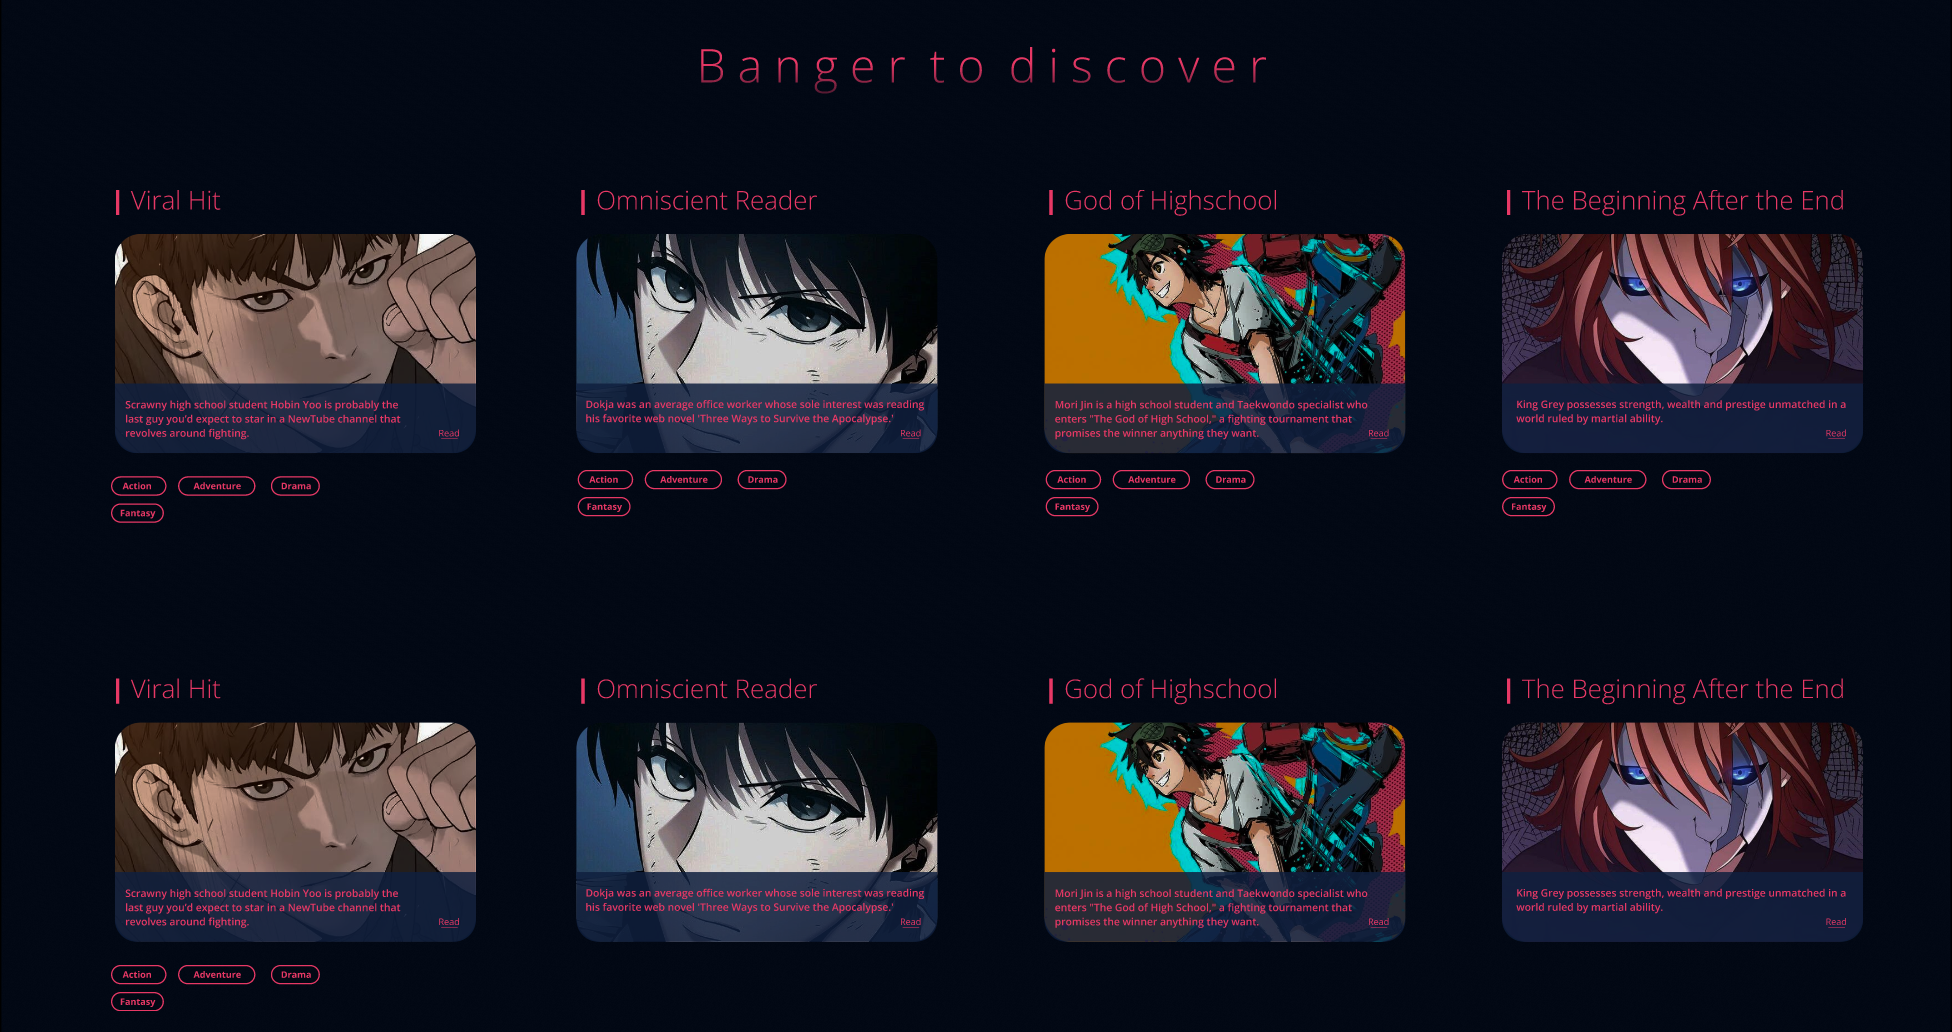 Banger to discover
Viral Hit
Scrawny high school student Hobin Yoo is probably the
last guy you'd expect to star in a NewTube channel that
revolves around fighting.
Read
Action
Adventure
Drama
Fantasy
Omniscient Reader
Dokja was an average office worker whose sole interest was reading
his favorite web novel 'Three Ways to Survive the Apocalypse.'
Read
Action
Adventure
Drama
Fantasy
God of Highschool
Mori Jin is a high school student and Taekwondo specialist who
enters "The God of High School," a fighting tournament that
promises the winner anything they want.
Read
Action
Adventure
Drama
Fantasy
The Beginning After the End
King Grey possesses strength, wealth and prestige unmatched in a
world ruled by martial ability.
Read
Action
Adventure
Drama
Fantasy
Viral Hit
Scrawny high school student Hobin Yoo is probably the
last guy you'd expect to star in a NewTube channel that
revolves around fighting.
Read
Action
Adventure
Drama
Fantasy
Omniscient Reader
Dokja was an average office worker whose sole interest was reading
his favorite web novel 'Three Ways to Survive the Apocalypse.'
Read
God of Highschool
Mori Jin is a high school student and Taekwondo specialist who
enters "The God of High School," a fighting tournament that
promises the winner anything they want.
Read
The Beginning After the End
King Grey possesses strength, wealth and prestige unmatched in a
world ruled by martial ability.
Read